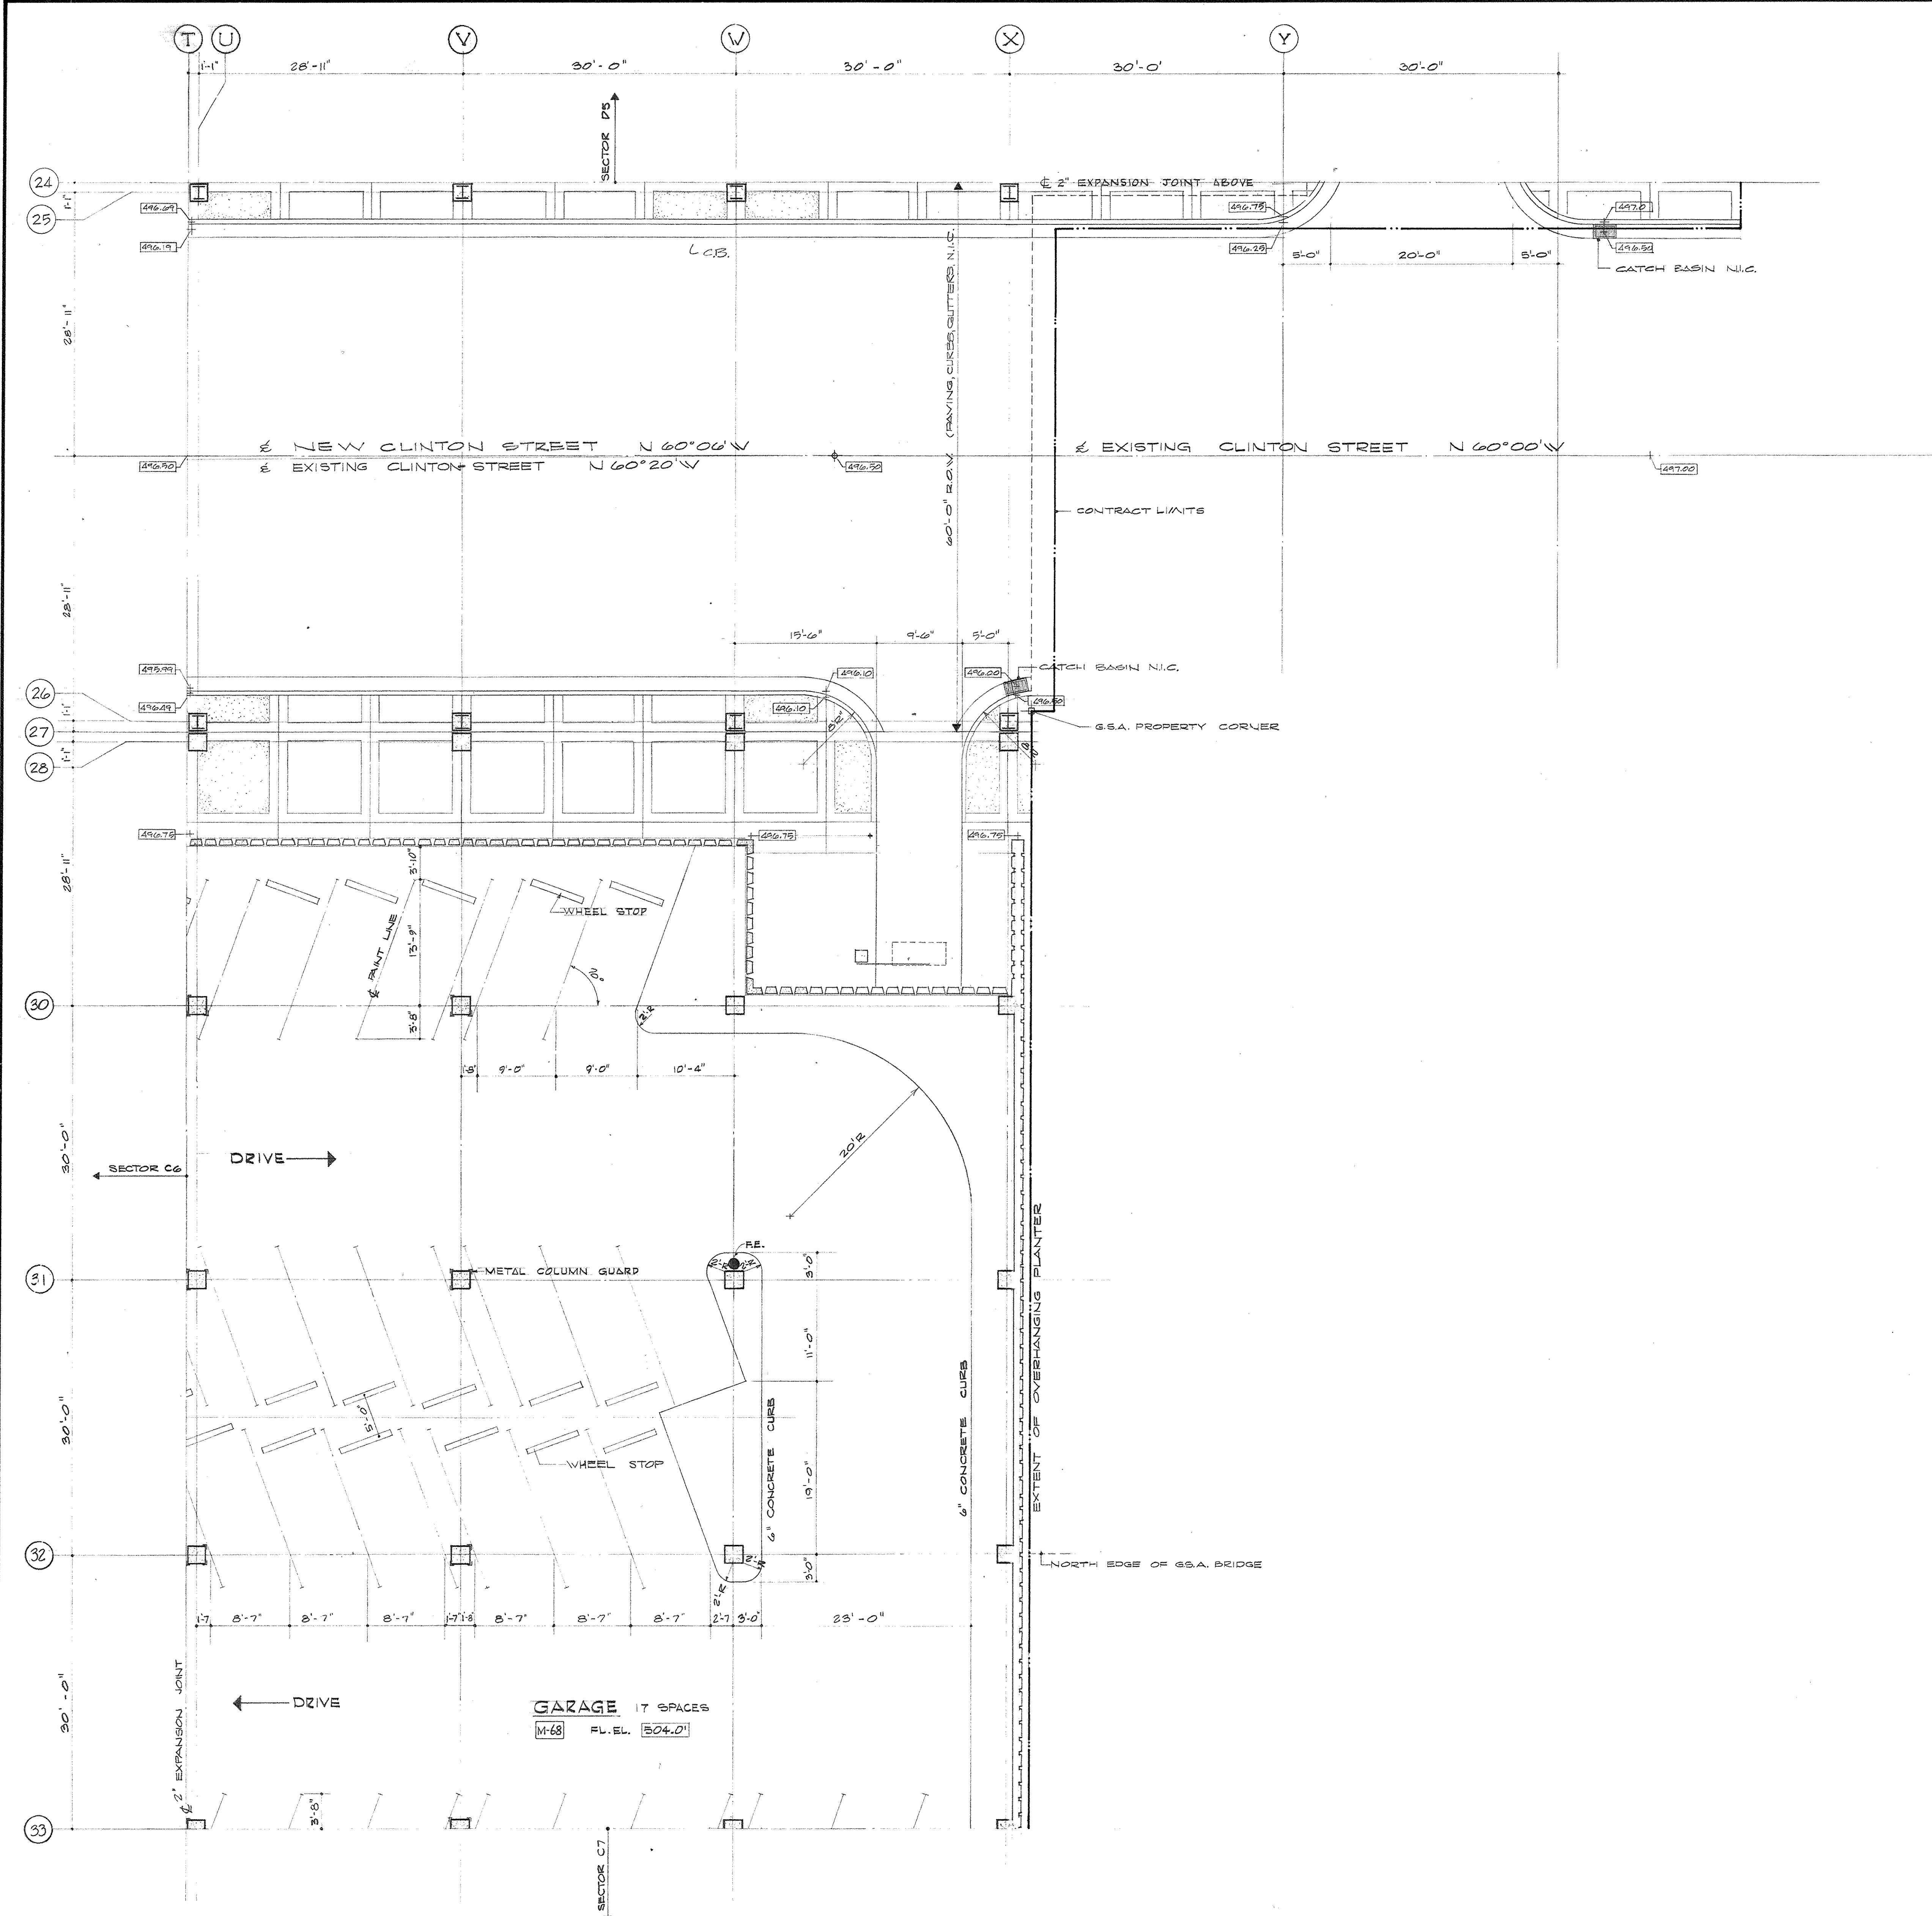 T U V W X Y
1'-1" 28'-11" 30'-0" 30'-0" 30'-0' 30'-0"
SECTOR D5
24
1'-1"
25
496.69
496.19
L C.B.
℄ 2" EXPANSION JOINT ABOVE
496.75
496.25
497.0
496.50
5'-0" 20'-0" 5'-0"
CATCH BASIN N.I.C.
28'-11"
60'-0" R.O.W. (PAVING, CURBS, GUTTERS. N.I.C.
℄ NEW CLINTON STREET N 60°06' W
℄ EXISTING CLINTON STREET N 60°20' W
℄ EXISTING CLINTON STREET N 60°00' W
496.50
496.50
497.00
CONTRACT LIMITS
28'-11"
15'-6" 9'-6" 5'-0"
495.99
496.49
496.10
496.10
496.00
496.50
CATCH BASIN N.I.C.
G.S.A. PROPERTY CORNER
26
1'-1"
27
1'-1"
28
8'R
496.75
496.75
496.75
28'-11"
3'-10"
13'-9"
3'-8"
℄ PAINT LINE
WHEEL STOP
70°
2'R
30
1'-8" 9'-0" 9'-0" 10'-4"
20'R
30'-0"
SECTOR C6
DRIVE
F.E.
2'-R 2'-R
3'-0"
31
METAL COLUMN GUARD
11'-0"
30'-0"
5'-0"
WHEEL STOP
6" CONCRETE CURB
19'-0"
6" CONCRETE CURB
EXTENT OF OVERHANGING PLANTER
32
2'-R
2'-R
3'-0"
NORTH EDGE OF G.S.A. BRIDGE
1'-7 8'-7" 8'-7" 8'-7" 1'-7" 1'-8 8'-7" 8'-7" 8'-7" 2'-7 3'-0" 23'-0"
30'-0"
℄ 2" EXPANSION JOINT
DRIVE
GARAGE 17 SPACES
M-68 FL. EL. 504.0'
3'-8"
33
SECTOR C7